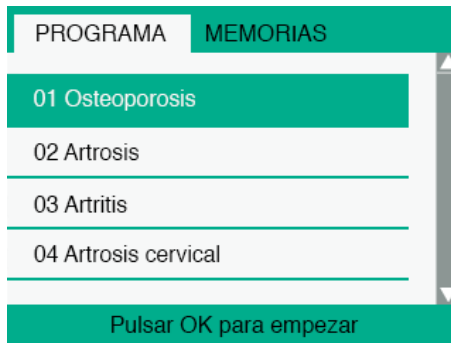 PROGRAMA MEMORIAS
01 Osteoporosis
02 Artrosis
03 Artritis
04 Artrosis cervical
Pulsar OK para empezar